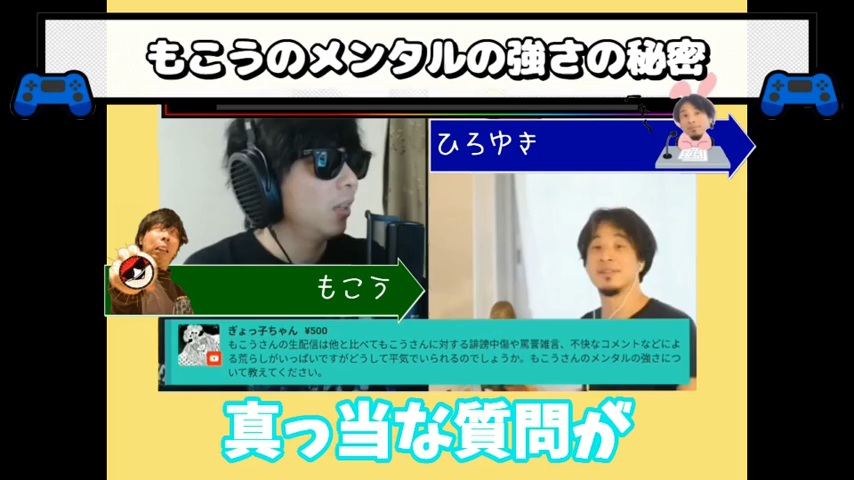 もこうのメンタルの強さの秘密
ひろゆき
もこう
ぎょっ子ちゃん ¥500
もこうさんの生配信は他と比べてもこうさんに対する誹謗中傷や罵詈雑言、不快なコメントなどによ
る荒らしがいっぱいですがどうして平気でいられるのでしょうか。もこうさんのメンタルの強さにつ
いて教えてください。
真っ当な質問が